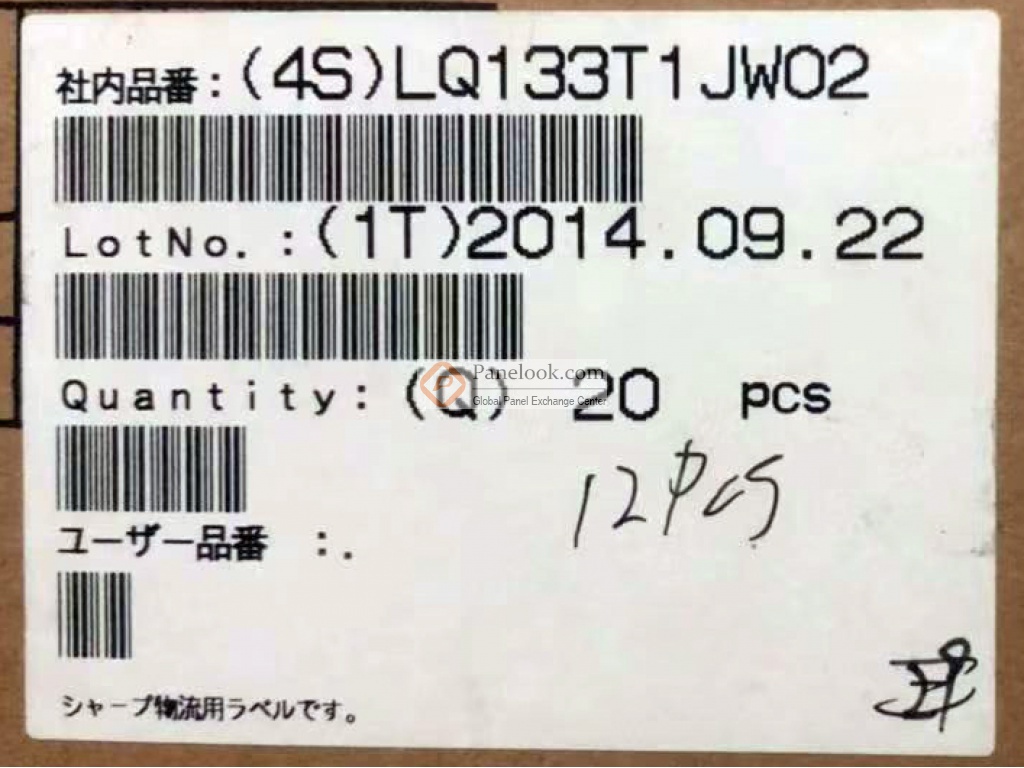 社内品番:(4S)LQ133T1JW02
LotNo.:(1T)2014.09.22
Quantity:(Q) 20 pcs
Panelook.com
Global Panel Exchange Center
12pcs
ユーザー品番 :.
シャープ物流用ラベルです。